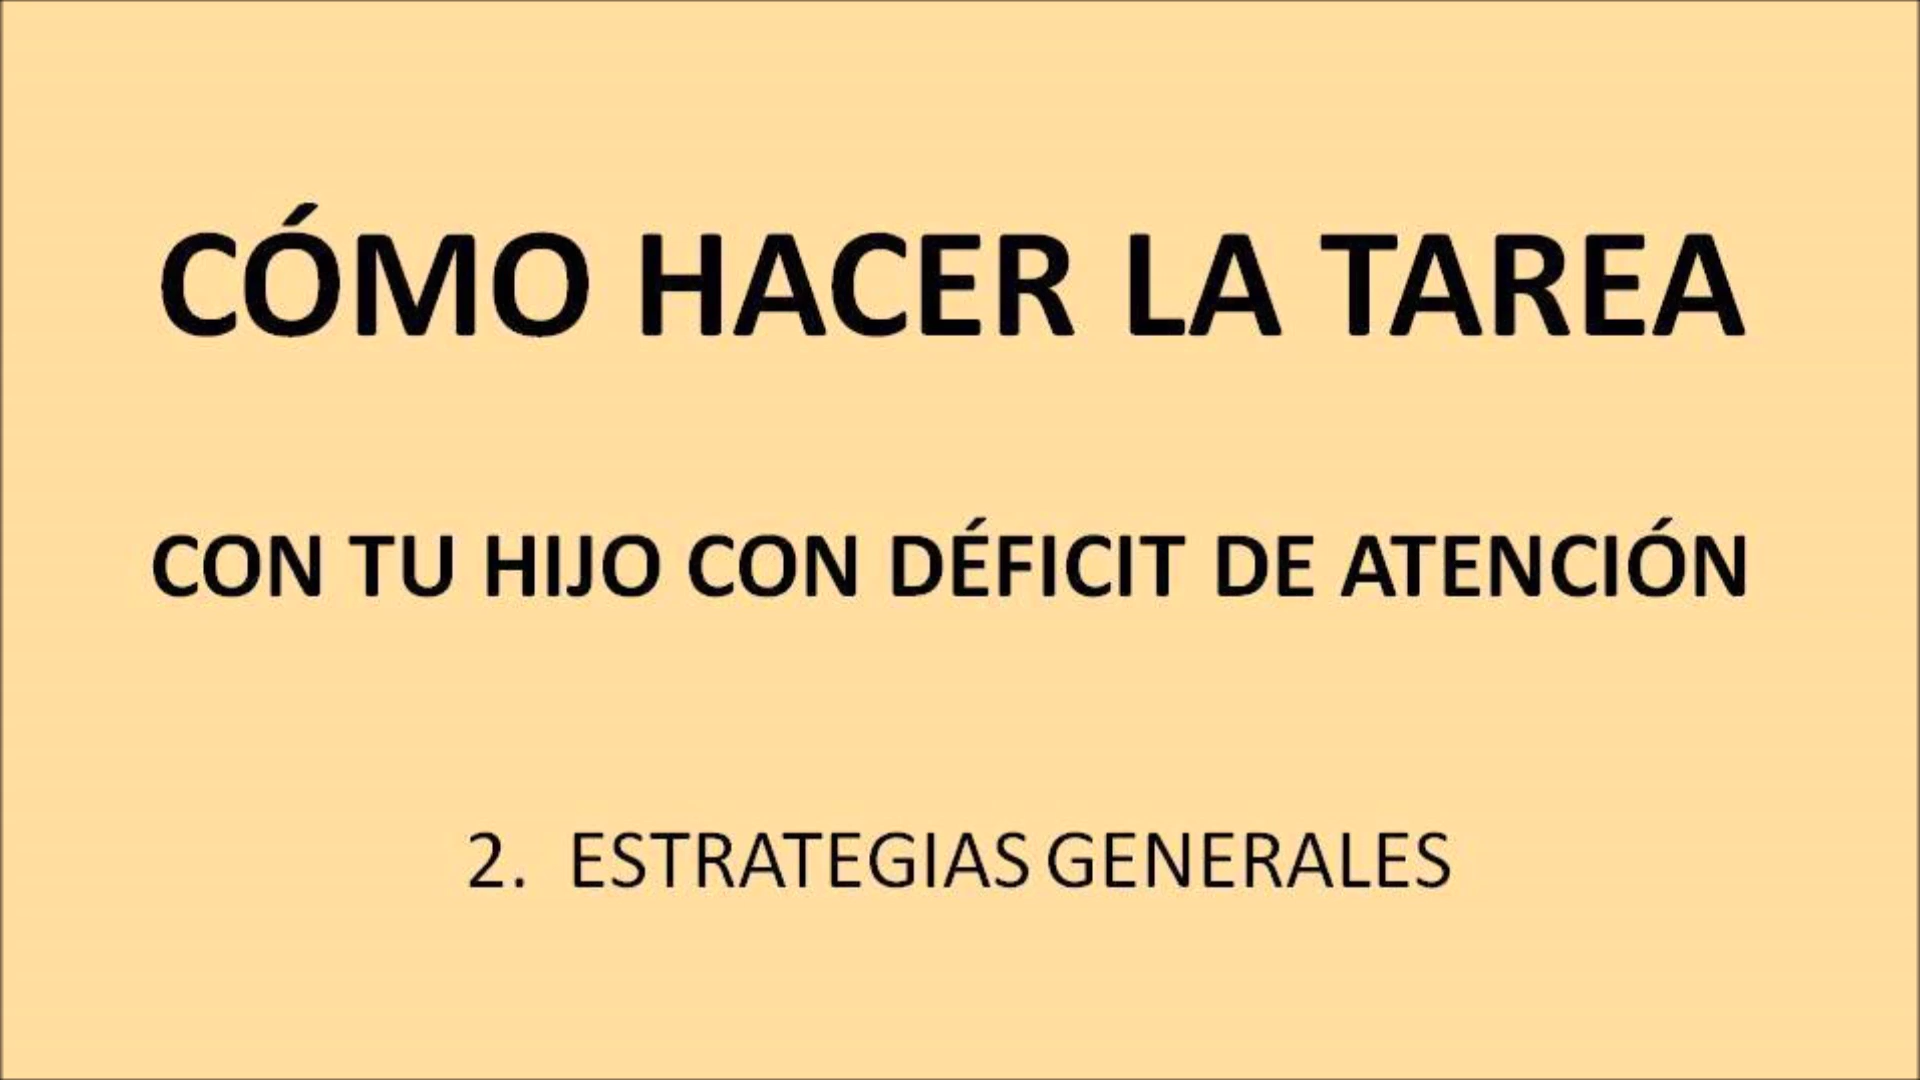 CÓMO HACER LA TAREA
CON TU HIJO CON DÉFICIT DE ATENCIÓN
2. ESTRATEGIAS GENERALES